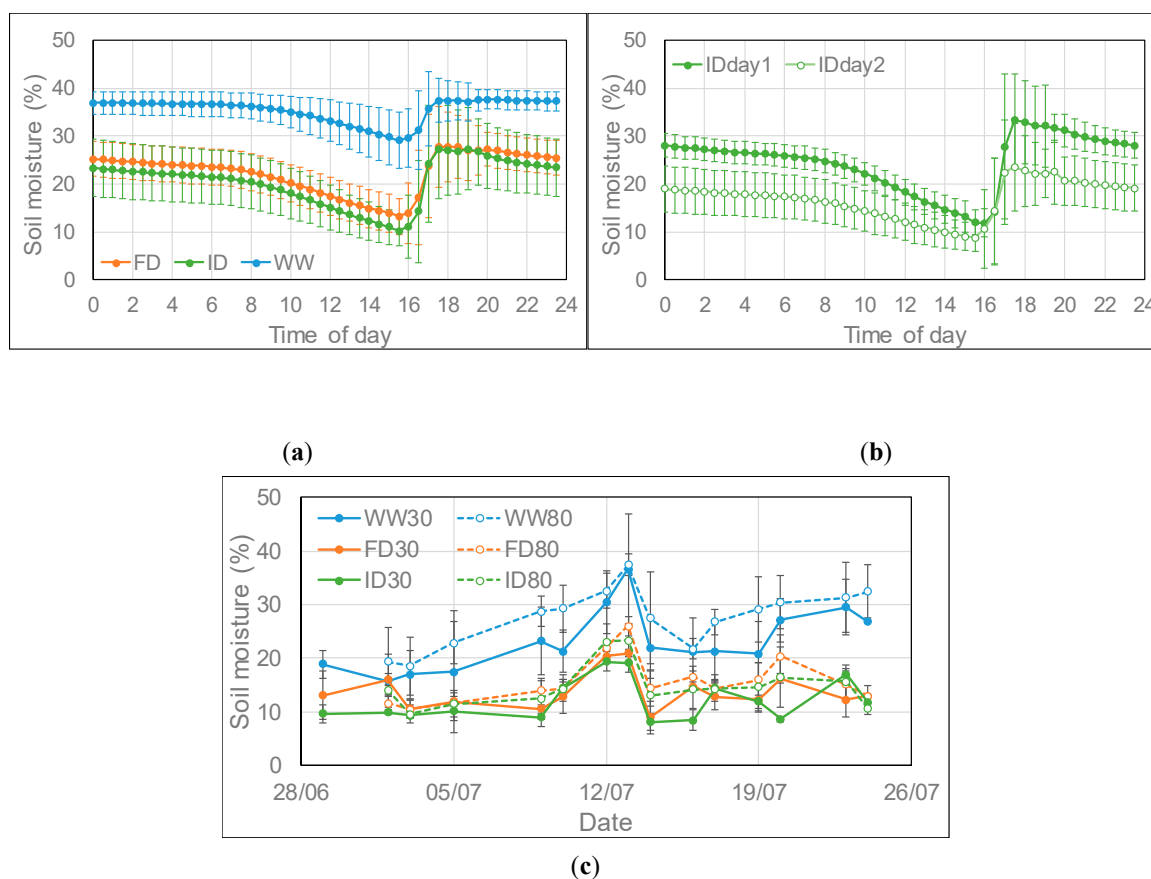 50
40
30
20
10
0
Soil moisture (%)
FD ID WW
0 2 4 6 8 10 12 14 16 18 20 22 24
Time of day
50
40
30
20
10
0
Soil moisture (%)
IDday1 IDday2
0 2 4 6 8 10 12 14 16 18 20 22 24
Time of day
(a)
(b)
50
40
30
20
10
0
Soil moisture (%)
WW30 WW80
FD30 FD80
ID30 ID80
28/06 05/07 12/07 19/07 26/07
Date
(c)